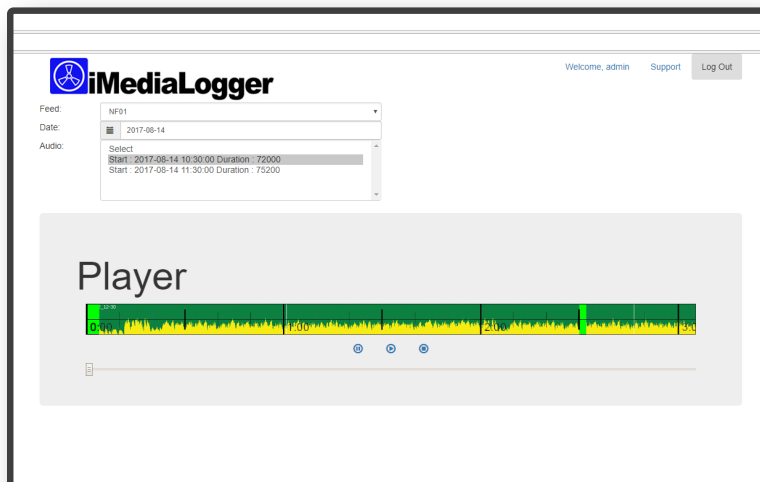 iMediaLogger
Welcome, admin Support Log Out
Feed: NF01
Date: 2017-08-14
Audio: Select
Start : 2017-08-14 10:30:00 Duration : 72000
Start : 2017-08-14 11:30:00 Duration : 75200
Player
0:00 1:00 2:00 3:0